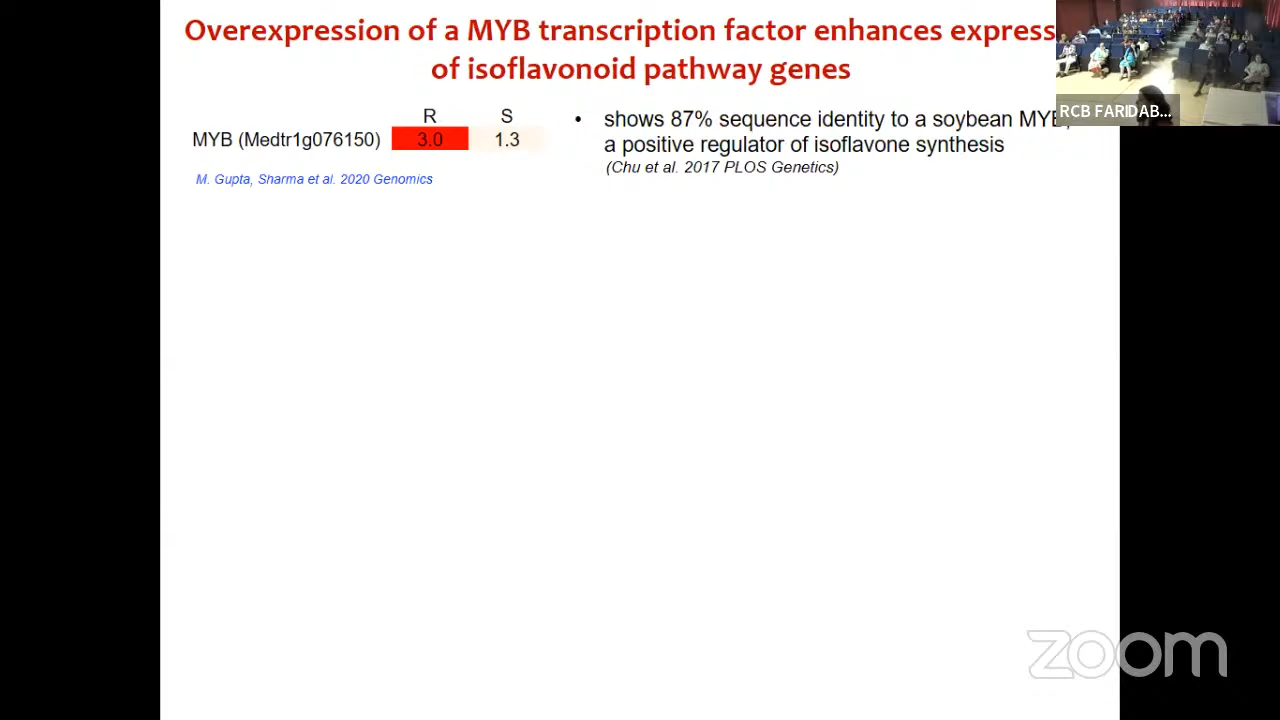 Overexpression of a MYB transcription factor enhances express
of isoflavonoid pathway genes
R S
MYB (Medtr1g076150) 3.0 1.3
M. Gupta, Sharma et al. 2020 Genomics
• shows 87% sequence identity to a soybean MYB,
a positive regulator of isoflavone synthesis
(Chu et al. 2017 PLOS Genetics)
RCB FARIDAB...
zoom